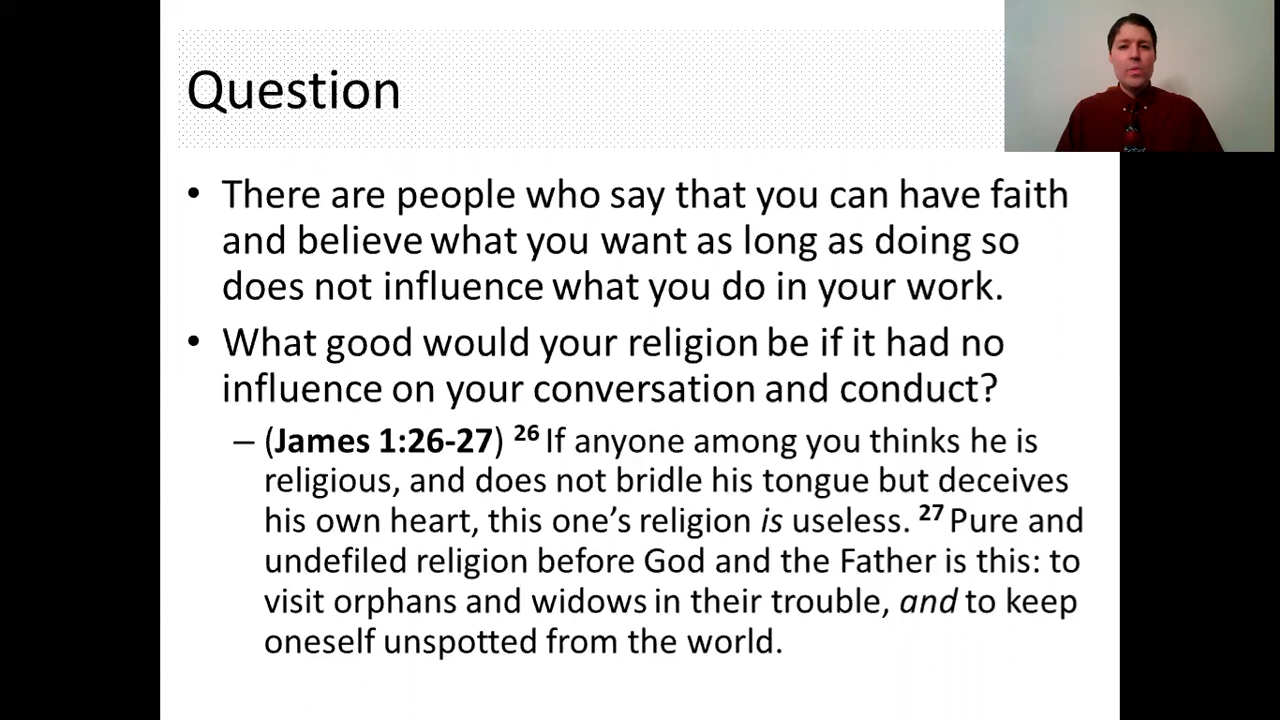 Question
• There are people who say that you can have faith
and believe what you want as long as doing so
does not influence what you do in your work.
• What good would your religion be if it had no
influence on your conversation and conduct?
– (James 1:26-27) 26 If anyone among you thinks he is
religious, and does not bridle his tongue but deceives
his own heart, this one’s religion is useless. 27 Pure and
undefiled religion before God and the Father is this: to
visit orphans and widows in their trouble, and to keep
oneself unspotted from the world.